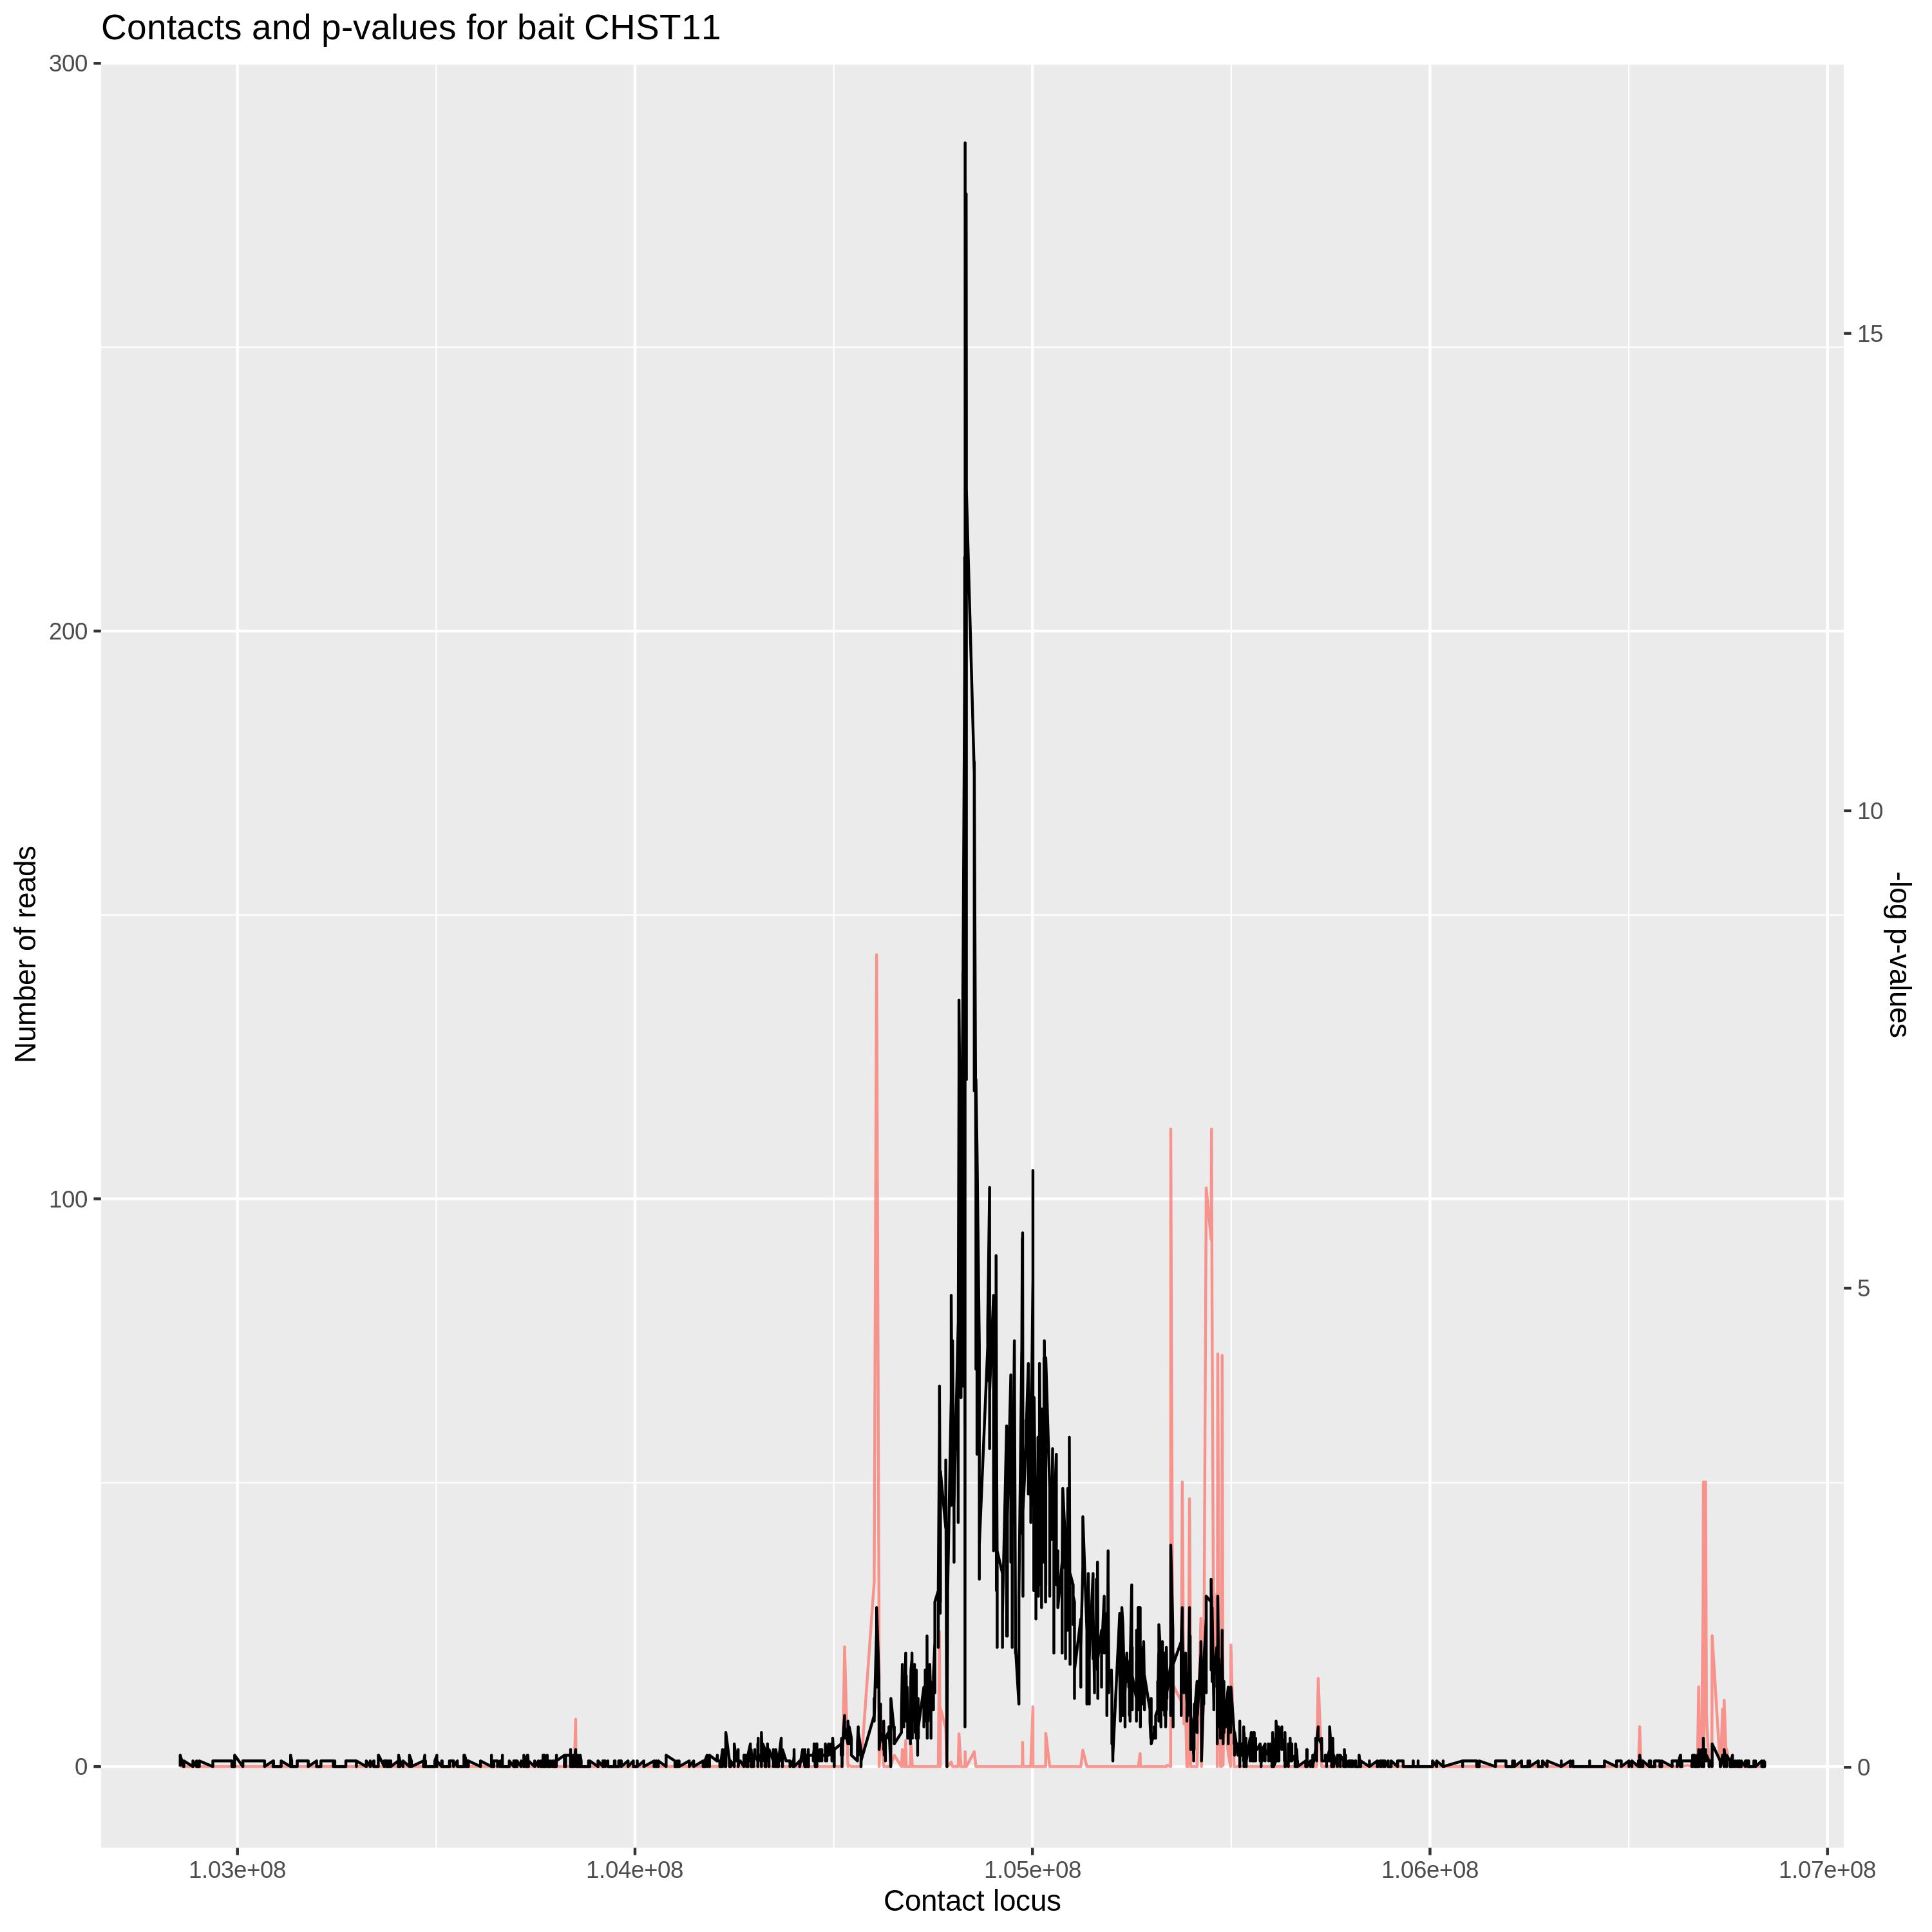 Contacts and p-values for bait CHST11
300
200
100
0
Number of reads
15
10
5
0
-log p-values
1.03e+08
1.04e+08
1.05e+08
1.06e+08
1.07e+08
Contact locus